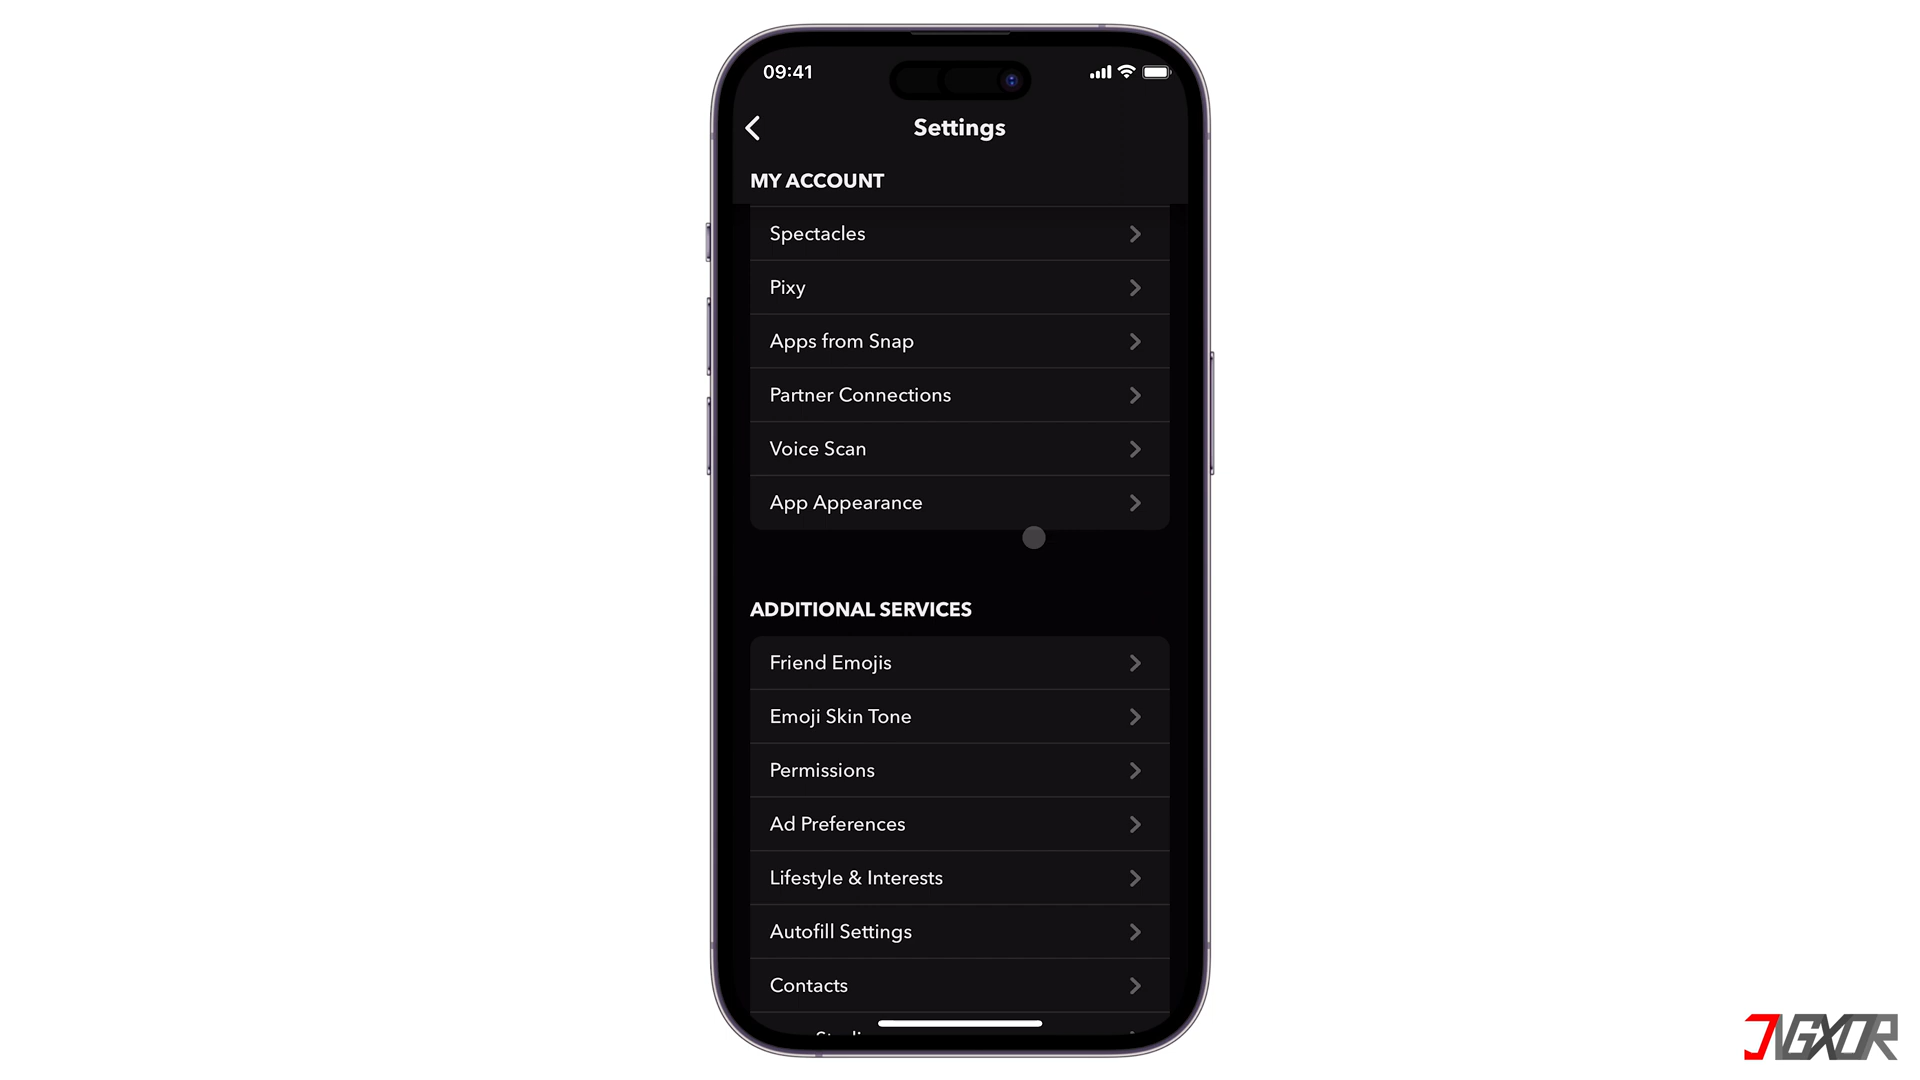 09:41
Settings
MY ACCOUNT
Spectacles
Pixy
Apps from Snap
Partner Connections
Voice Scan
App Appearance
ADDITIONAL SERVICES
Friend Emojis
Emoji Skin Tone
Permissions
Ad Preferences
Lifestyle & Interests
Autofill Settings
Contacts
JVGXOR